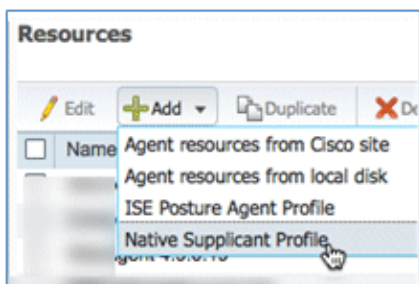 Resources
Edit Add Duplicate
Name
Agent resources from Cisco site
Agent resources from local disk
ISE Posture Agent Profile
Native Supplicant Profile